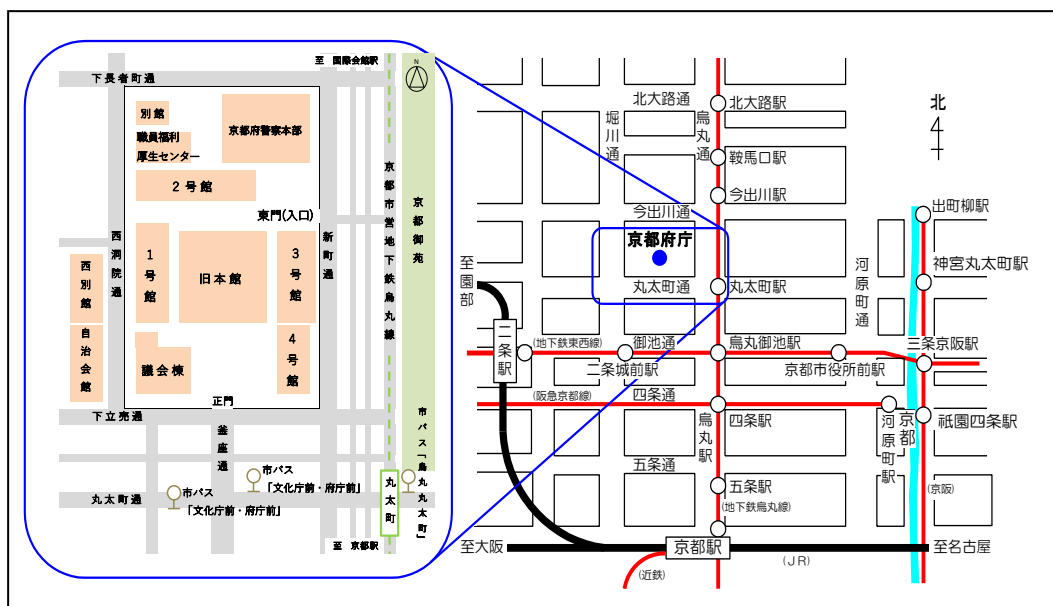 至 国際会館駅
N
下長者町通
別館
職員福利
厚生センター
京都府警察本部
2号館
東門(入口)
西洞院通
1号館
旧本館
3号館
新町通
京都市営地下鉄烏丸線
京都御苑
西別館
自治会館
議会棟
4号館
正門
下立売通
釜座通
市バス
「文化庁前・府庁前」
市バス
「文化庁前・府庁前」
丸太町通
丸太町
市バス「烏丸丸太町」
至 京都駅
北大路通
北大路駅
堀川通
烏丸通
北
鞍馬口駅
今出川駅
今出川通
出町柳駅
京都府庁
至園部
丸太町通
丸太町駅
河原町通
神宮丸太町駅
二条駅
(地下鉄東西線)
御池通
烏丸御池駅
三条京阪駅
二条城前駅
京都市役所前駅
(阪急京都線)
四条通
烏丸駅
四条駅
京都河原町駅
祇園四条駅
五条通
五条駅
(京阪)
(地下鉄烏丸線)
至大阪
京都駅
至名古屋
(近鉄)
(JR)